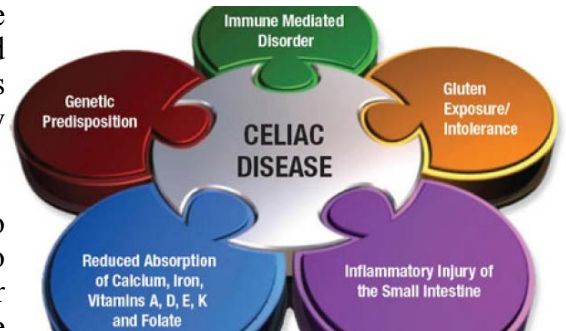 Immune Mediated
Disorder
Genetic
Predisposition
Gluten
Exposure/
Intolerance
CELIAC
DISEASE
Reduced Absorption
of Calcium, Iron,
Vitamins A, D, E, K
and Folate
Inflammatory Injury of
the Small Intestine